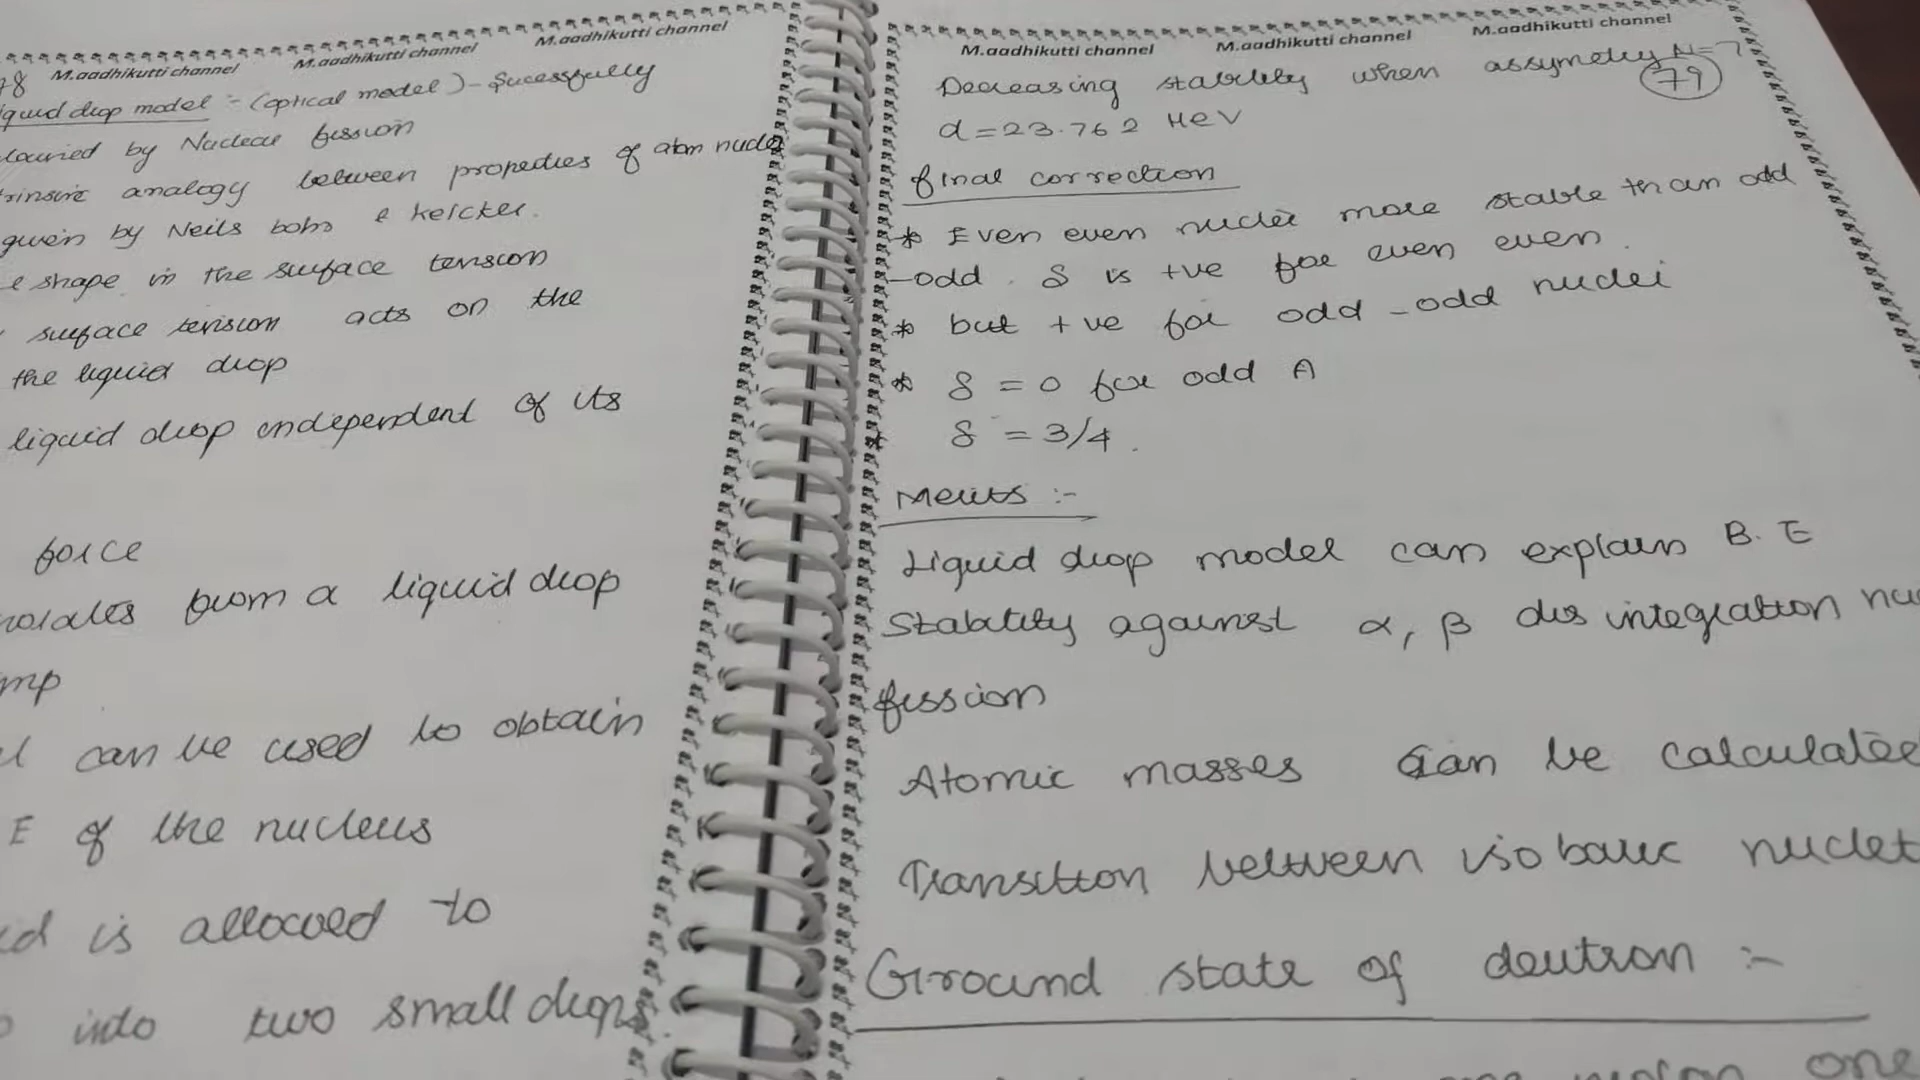 M.aadhikutti channel M.aadhikutti channel M.aadhikutti channel
78
liquid drop model :- (optical model) - Sucessfully
by Nuclear fission
analogy between properties of atom nuclei
given by Neils bohs & kelcker.
shape in the surface tension
surface tension acts on the
the liquid drop
liquid drop independent of its
force
from a liquid drop
can be used to obtain
E of the nucleus
is allowed to
into two small drops
M.aadhikutti channel M.aadhikutti channel M.aadhikutti channel
79
Decreasing stability when assymetry N=7
a=23.762 MeV
final correction
* Even even nuclei more stable than odd
-odd. δ is +ve for even even.
* but +ve for odd-odd nuclei
* δ = 0 for odd A
δ = 3/4.
Merits :-
Liquid drop model can explain B.E
Stability against α, β dis integration
fission
Atomic masses can be calculated
Transition between isobaric nuclei
Ground state of deutron :-
one